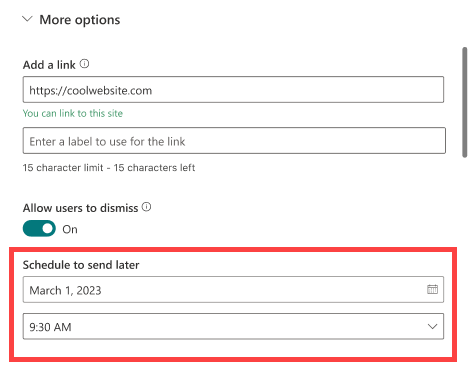 More options
Add a link
https://coolwebsite.com
You can link to this site
Enter a label to use for the link
15 character limit - 15 characters left
Allow users to dismiss
On
Schedule to send later
March 1, 2023
9:30 AM